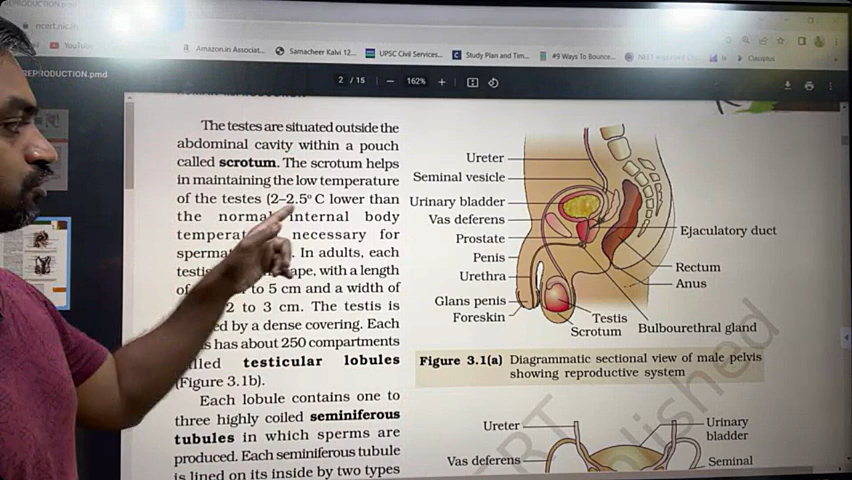 REPRODUCTION.pmd
ncert.nic.in
YouTube
Amazon.in Associat...
Samacheer Kalvi 12...
UPSC Civil Services...
Study Plan and Tim...
#9 Ways To Bounce...
NEET Important
Classplus
REPRODUCTION.pmd
2 / 15
162%
The testes are situated outside the
abdominal cavity within a pouch
called scrotum. The scrotum helps
in maintaining the low temperature
of the testes (2–2.5° C lower than
the normal internal body
necessary for
In adults, each
with a length
to 5 cm and a width of
2 to 3 cm. The testis is
by a dense covering. Each
has about 250 compartments
testicular lobules
(Figure 3.1b).
Each lobule contains one to
three highly coiled seminiferous
tubules in which sperms are
produced. Each seminiferous tubule
is lined on its inside by two types
Ureter
Seminal vesicle
Urinary bladder
Vas deferens
Prostate
Penis
Urethra
Glans penis
Foreskin
Ejaculatory duct
Rectum
Anus
Testis
Scrotum
Bulbourethral gland
Figure 3.1(a) Diagrammatic sectional view of male pelvis
showing reproductive system
Ureter
Vas deferens
Urinary
bladder
Seminal